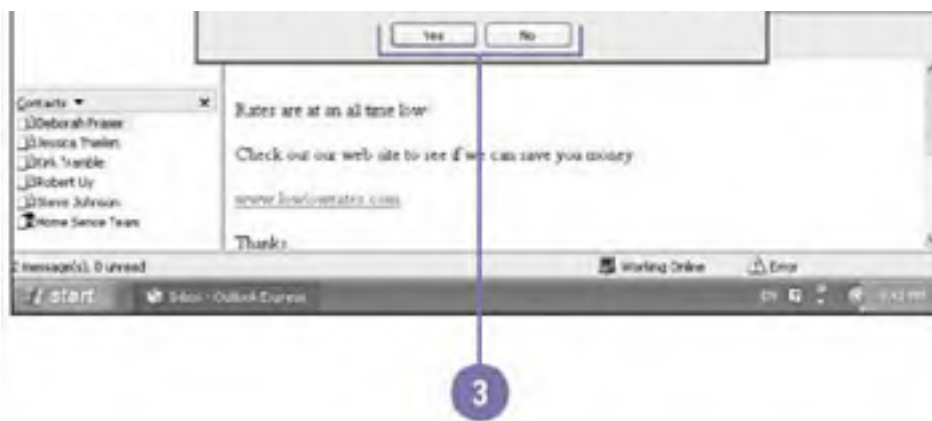 Yes No
Contacts
Deborah Fraser
Rates are at an all time low
Jessica Thelen
Kirk Tramble
Check out our web site to see if we can save you money
Robert Uy
Steve Johnson
www.lowlowrates.com
Home Sence Team
Thanks
2 message(s), 0 unread Working Online Error
start Inbox - Outlook Express EN
3